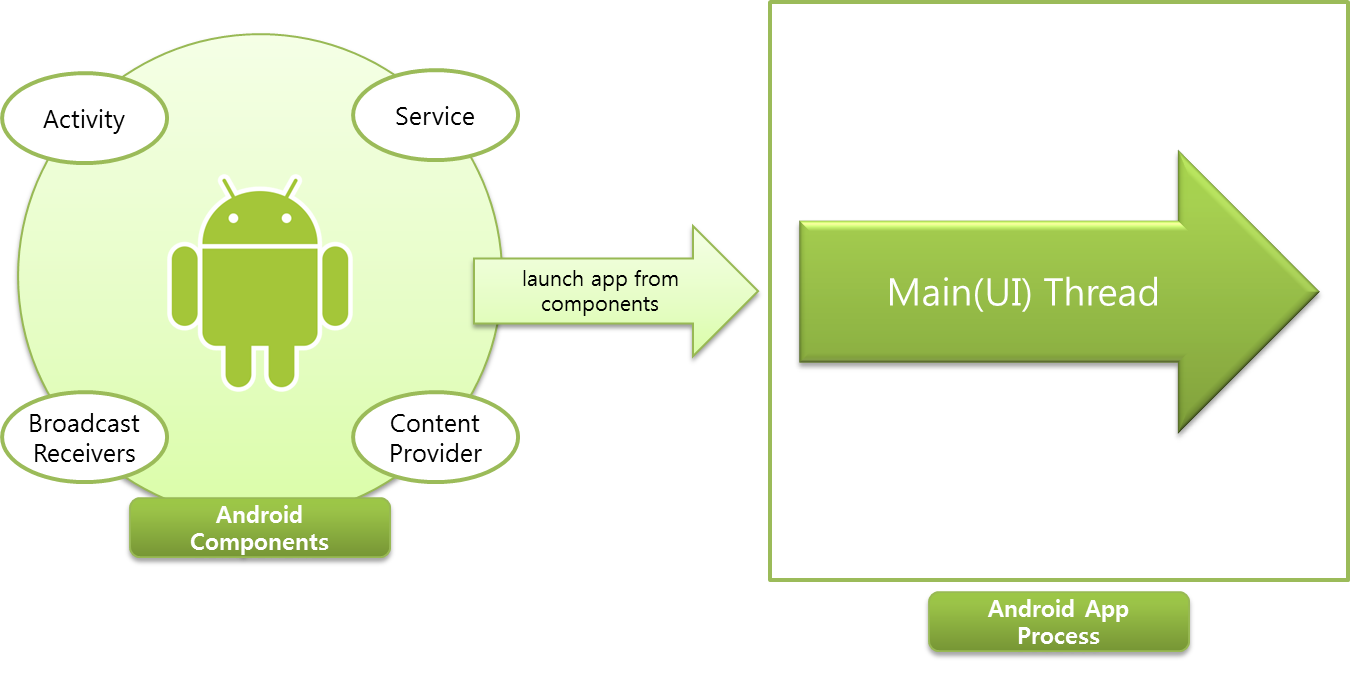 Activity
Service
Broadcast
Receivers
Content
Provider
Android
Components
launch app from
components
Main(UI) Thread
Android App
Process